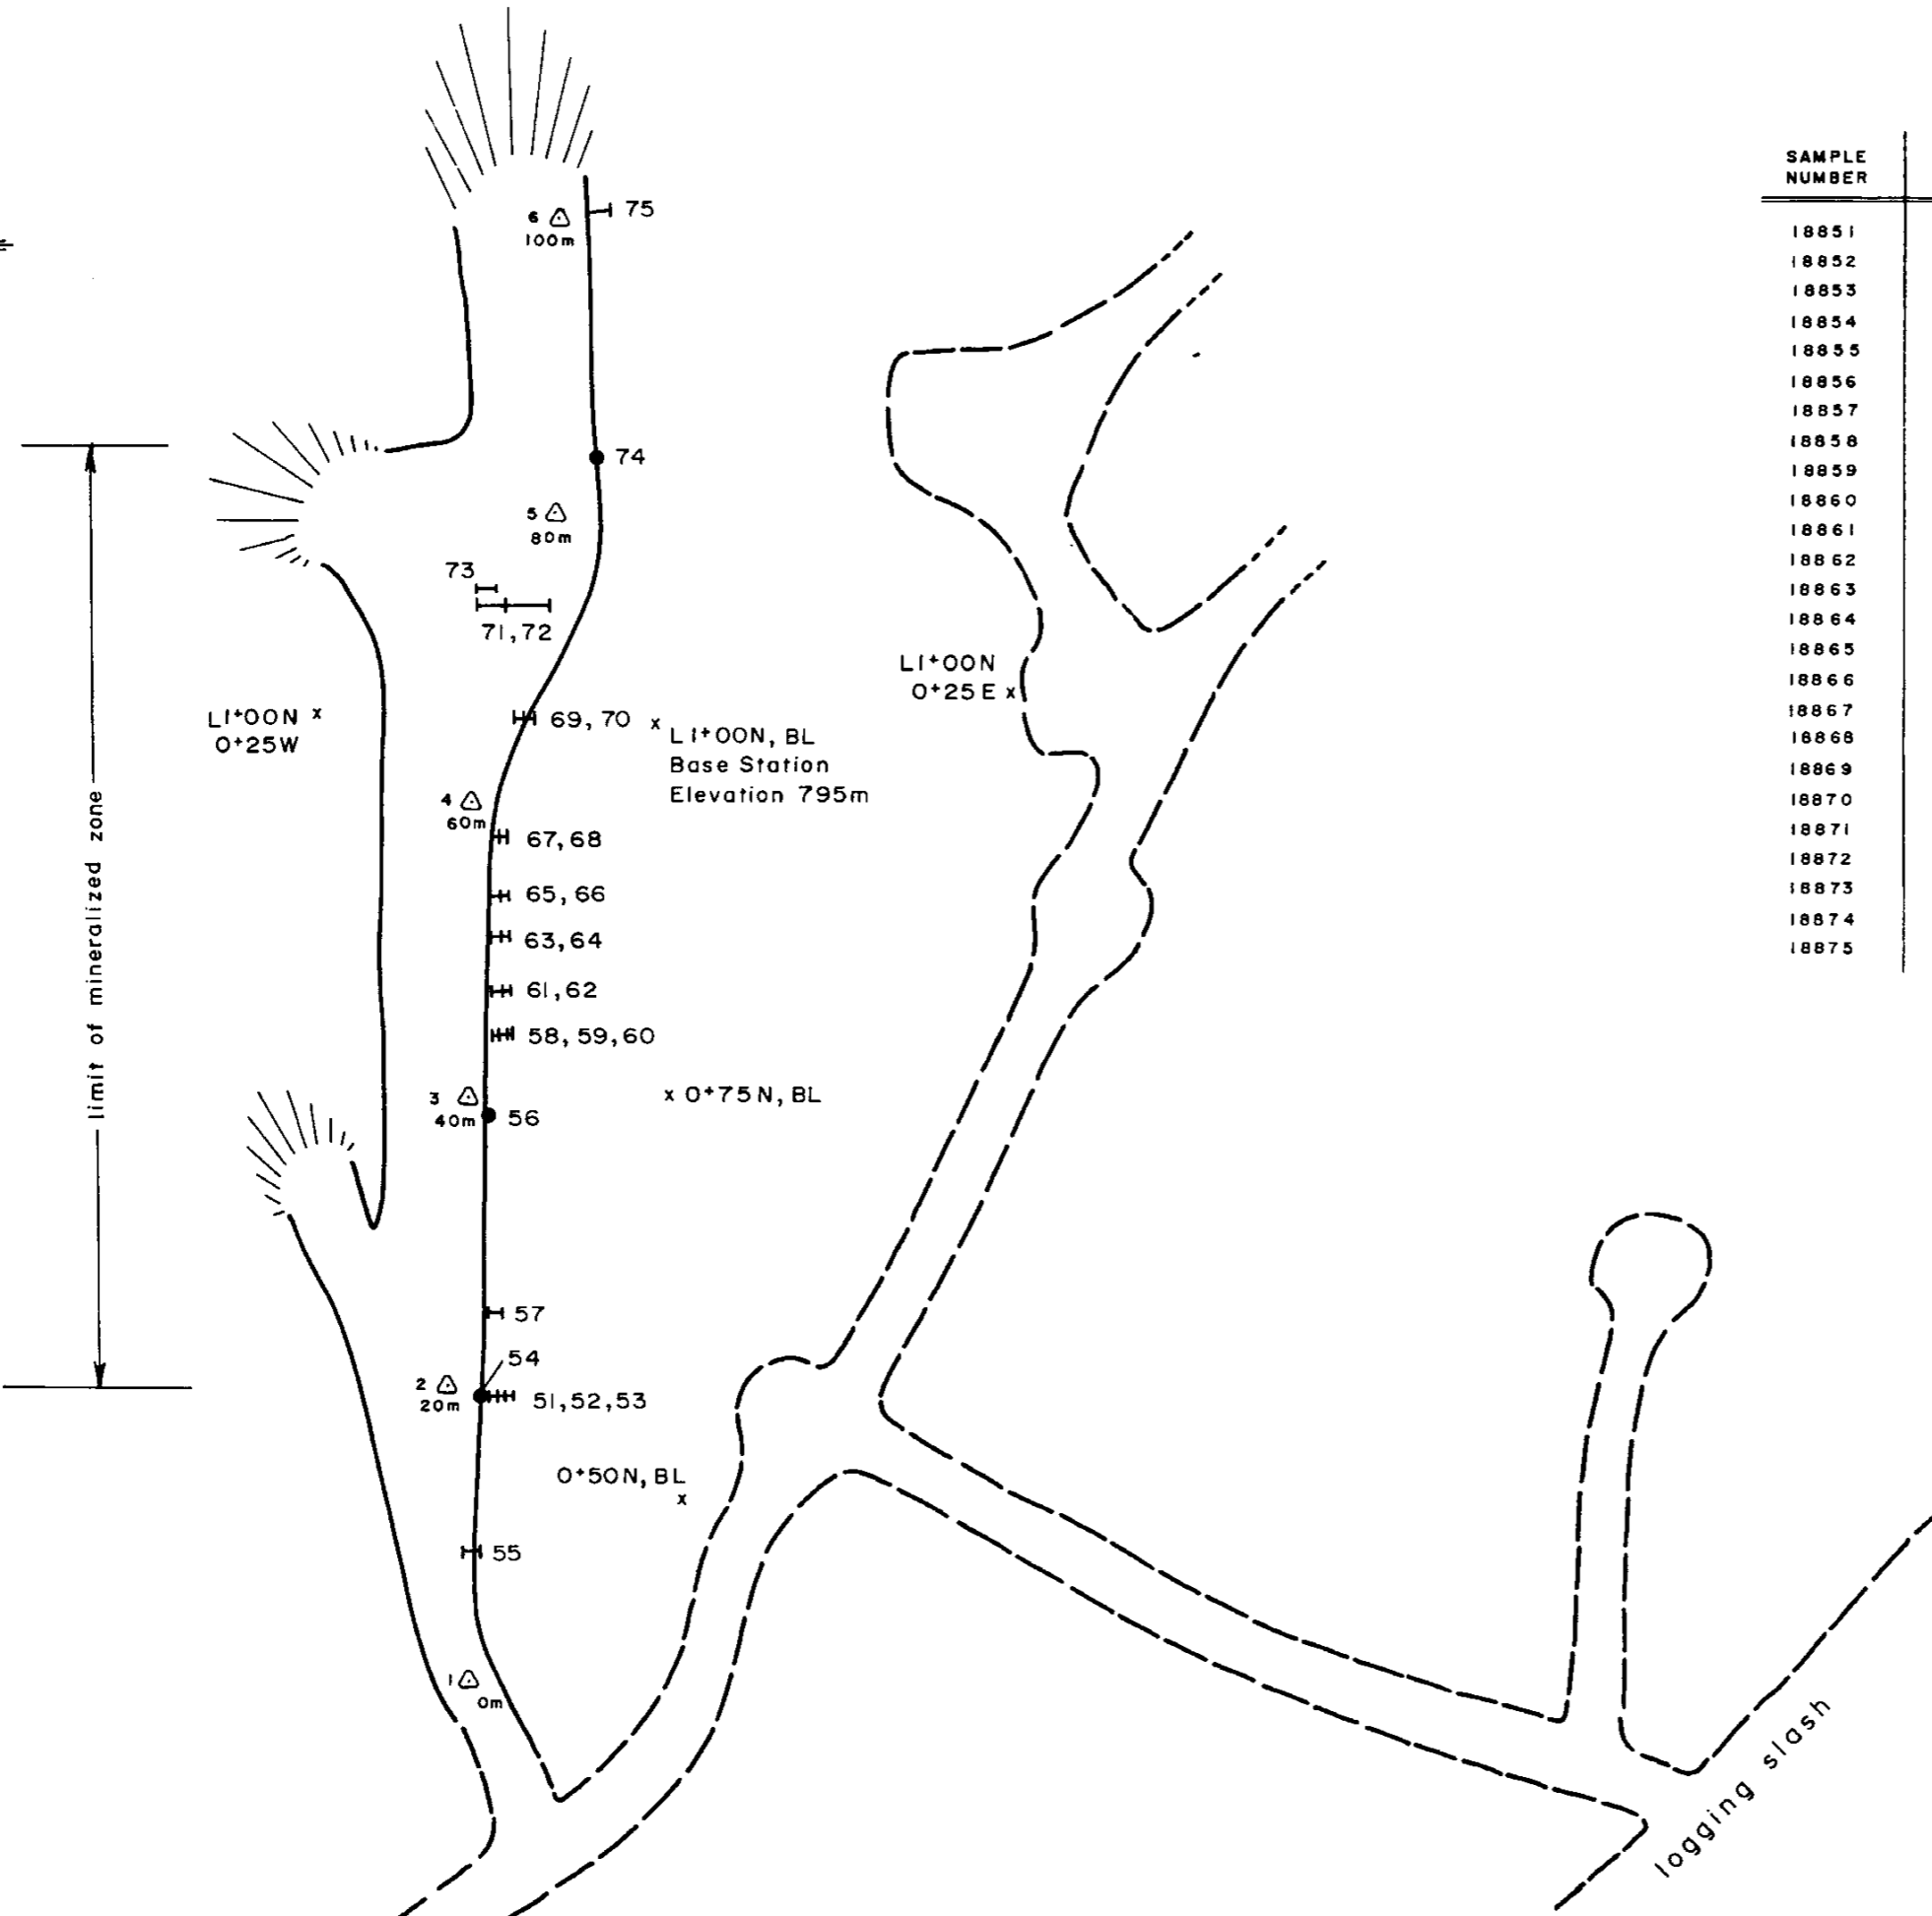 75
6
100m
74
5
80m
73
71, 72
L1+00N
0+25E x
L1+00N x
0+25W
69, 70
x
L1+00N, BL
Base Station
Elevation 795m
4
60m
67, 68
65, 66
63, 64
61, 62
58, 59, 60
limit of mineralized zone
3
40m
56
x 0+75N, BL
57
54
2
20m
51, 52, 53
0+50N, BL
x
55
1
0m
logging slash
SAMPLE
NUMBER
18851
18852
18853
18854
18855
18856
18857
18858
18859
18860
18861
18862
18863
18864
18865
18866
18867
18868
18869
18870
18871
18872
18873
18874
18875